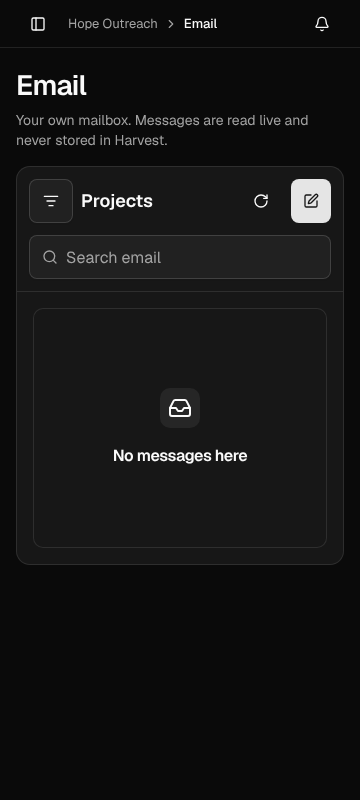 Hope Outreach > Email
Email
Your own mailbox. Messages are read live and
never stored in Harvest.
Projects
Search email
No messages here